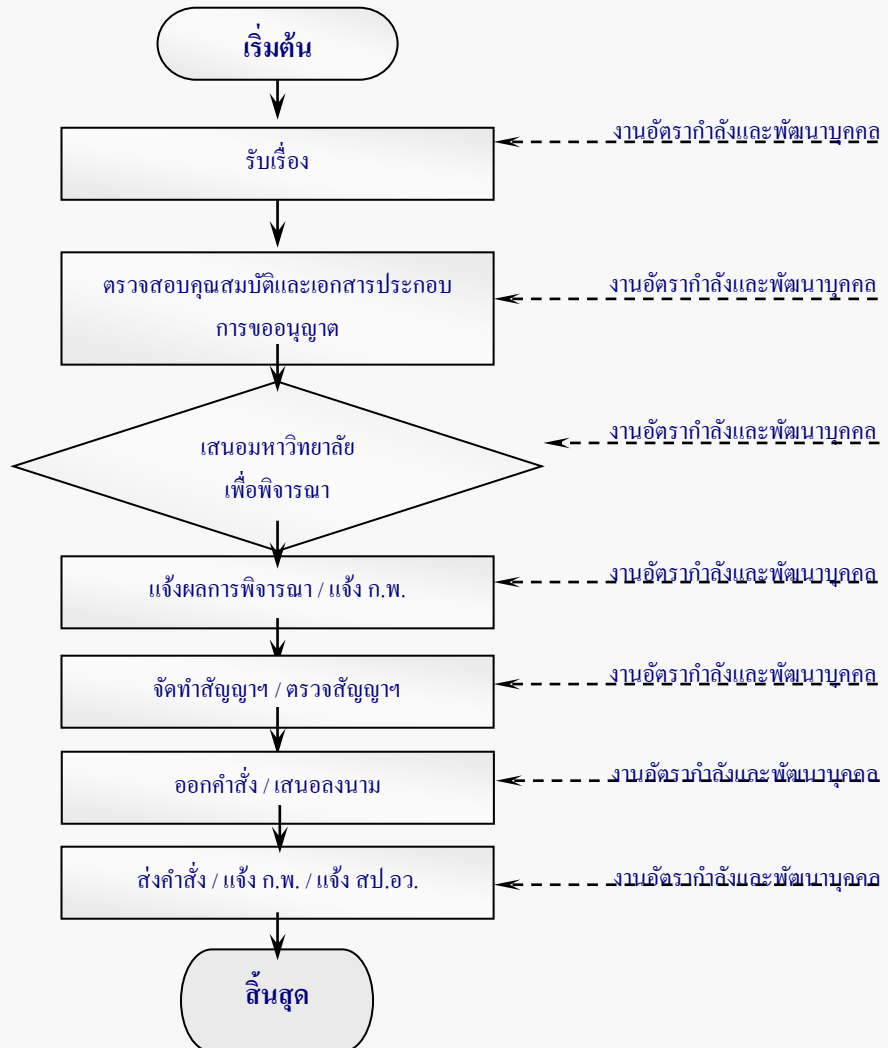 เริ่มต้น
รับเรื่อง
งานอัตรากำลังและพัฒนาบุคคล
ตรวจสอบคุณสมบัติและเอกสารประกอบ
การขออนุญาต
งานอัตรากำลังและพัฒนาบุคคล
เสนอมหาวิทยาลัย
เพื่อพิจารณา
งานอัตรากำลังและพัฒนาบุคคล
แจ้งผลการพิจารณา / แจ้ง ก.พ.
งานอัตรากำลังและพัฒนาบุคคล
จัดทำสัญญาฯ / ตรวจสัญญาฯ
งานอัตรากำลังและพัฒนาบุคคล
ออกคำสั่ง / เสนอลงนาม
งานอัตรากำลังและพัฒนาบุคคล
ส่งคำสั่ง / แจ้ง ก.พ. / แจ้ง สป.อว.
งานอัตรากำลังและพัฒนาบุคคล
สิ้นสุด